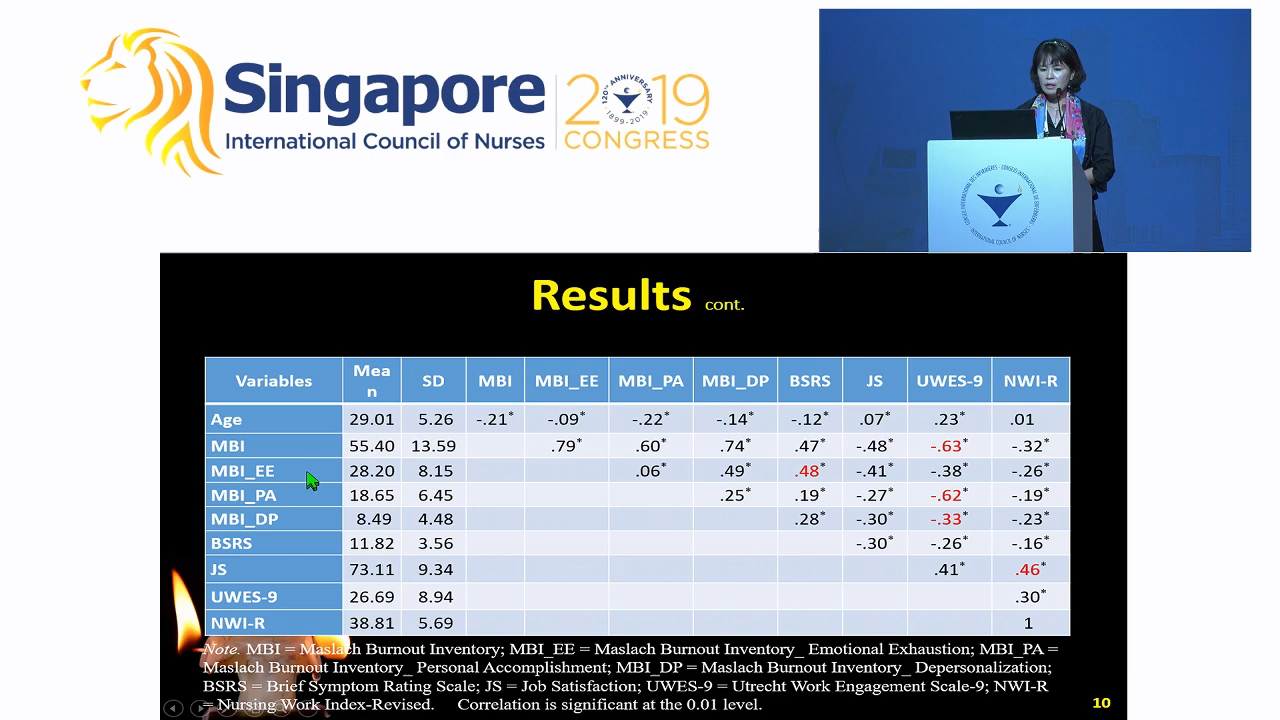 Singapore
International Council of Nurses
2019
120TH ANNIVERSARY
1899-2019
CONGRESS
Results cont.
Variables Mean SD MBI MBI_EE MBI_PA MBI_DP BSRS JS UWES-9 NWI-R
Age 29.01 5.26 -.21* -.09* -.22* -.14* -.12* .07* .23* .01
MBI 55.40 13.59 .79* .60* .74* .47* -.48* -.63* -.32*
MBI_EE 28.20 8.15 .06* .49* .48* -.41* -.38* -.26*
MBI_PA 18.65 6.45 .25* .19* -.27* -.62* -.19*
MBI_DP 8.49 4.48 .28* -.30* -.33* -.23*
BSRS 11.82 3.56 -.30* -.26* -.16*
JS 73.11 9.34 .41* .46*
UWES-9 26.69 8.94 .30*
NWI-R 38.81 5.69 1
Note. MBI = Maslach Burnout Inventory; MBI_EE = Maslach Burnout Inventory_ Emotional Exhaustion; MBI_PA =
Maslach Burnout Inventory_ Personal Accomplishment; MBI_DP = Maslach Burnout Inventory_ Depersonalization;
BSRS = Brief Symptom Rating Scale; JS = Job Satisfaction; UWES-9 = Utrecht Work Engagement Scale-9; NWI-R
= Nursing Work Index-Revised. Correlation is significant at the 0.01 level.
10